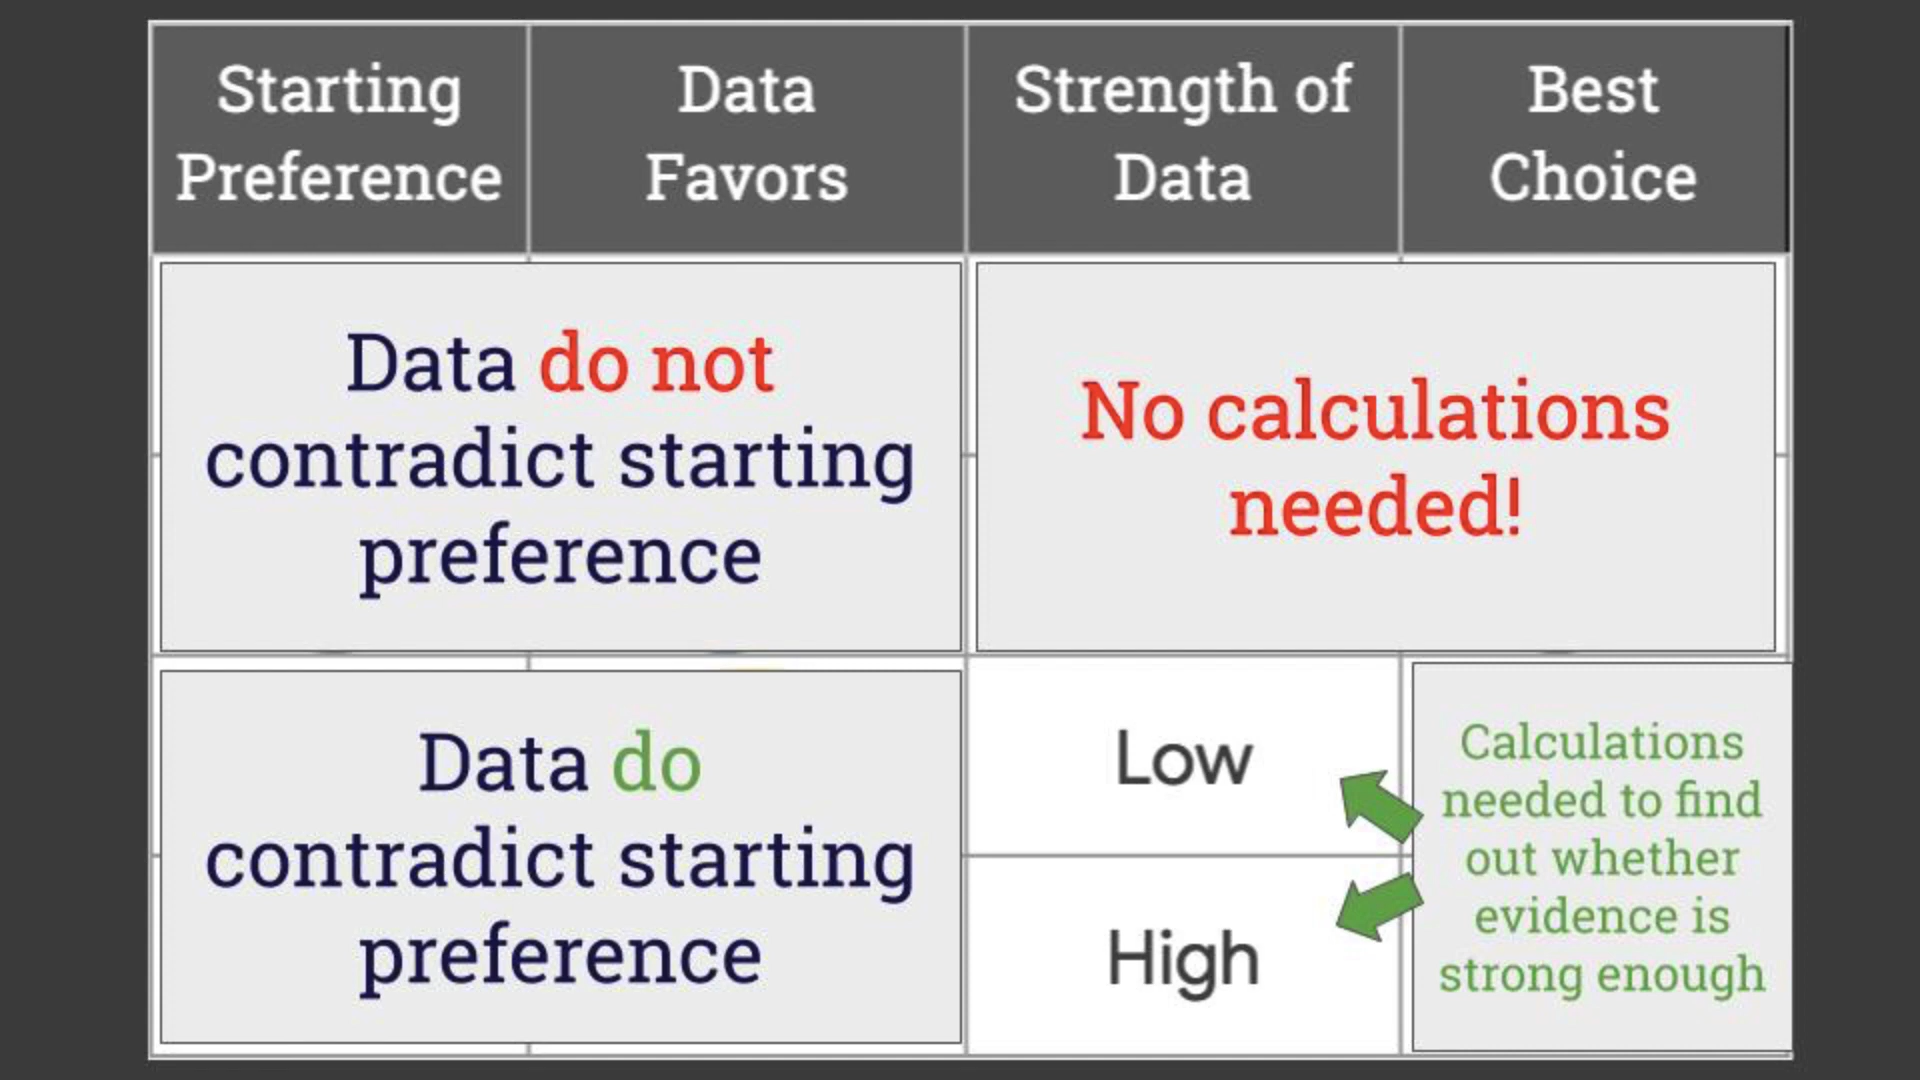 Starting
Preference
Data
Favors
Strength of
Data
Best
Choice
Data do not
contradict starting
preference
No calculations
needed!
Data do
contradict starting
preference
Low
High
Calculations
needed to find
out whether
evidence is
strong enough